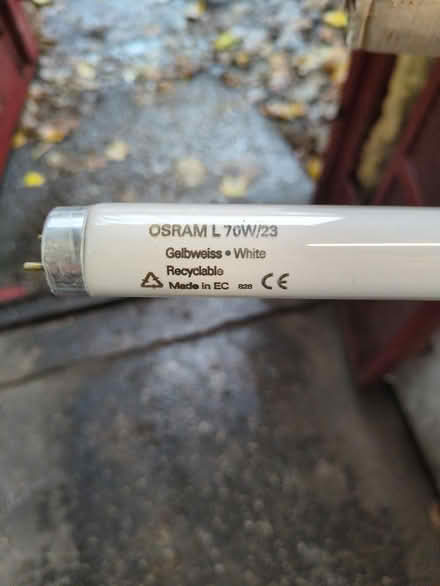 OSRAM L 70W/23
Gelbweiss • White
Recyclable
Made in EC 828 CE